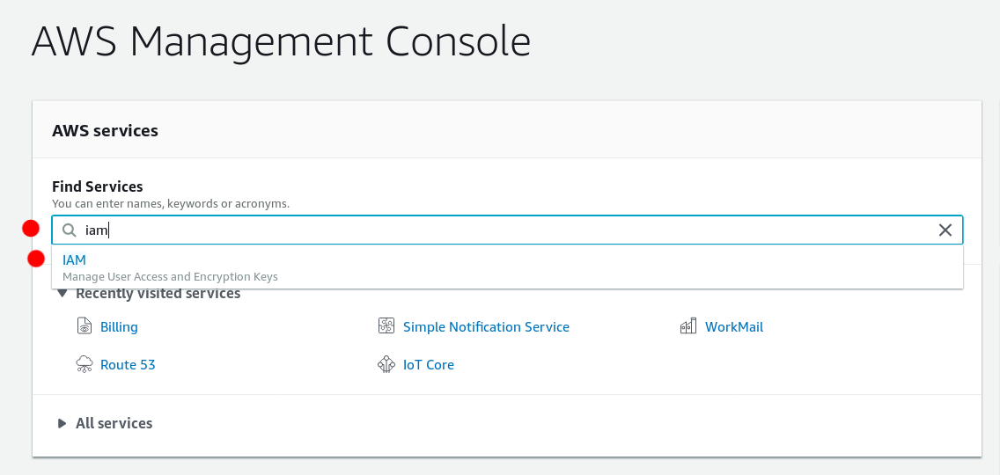 AWS Management Console
AWS services
Find Services
You can enter names, keywords or acronyms.
iam
IAM
Manage User Access and Encryption Keys
Recently visited services
Billing
Simple Notification Service
WorkMail
Route 53
IoT Core
All services